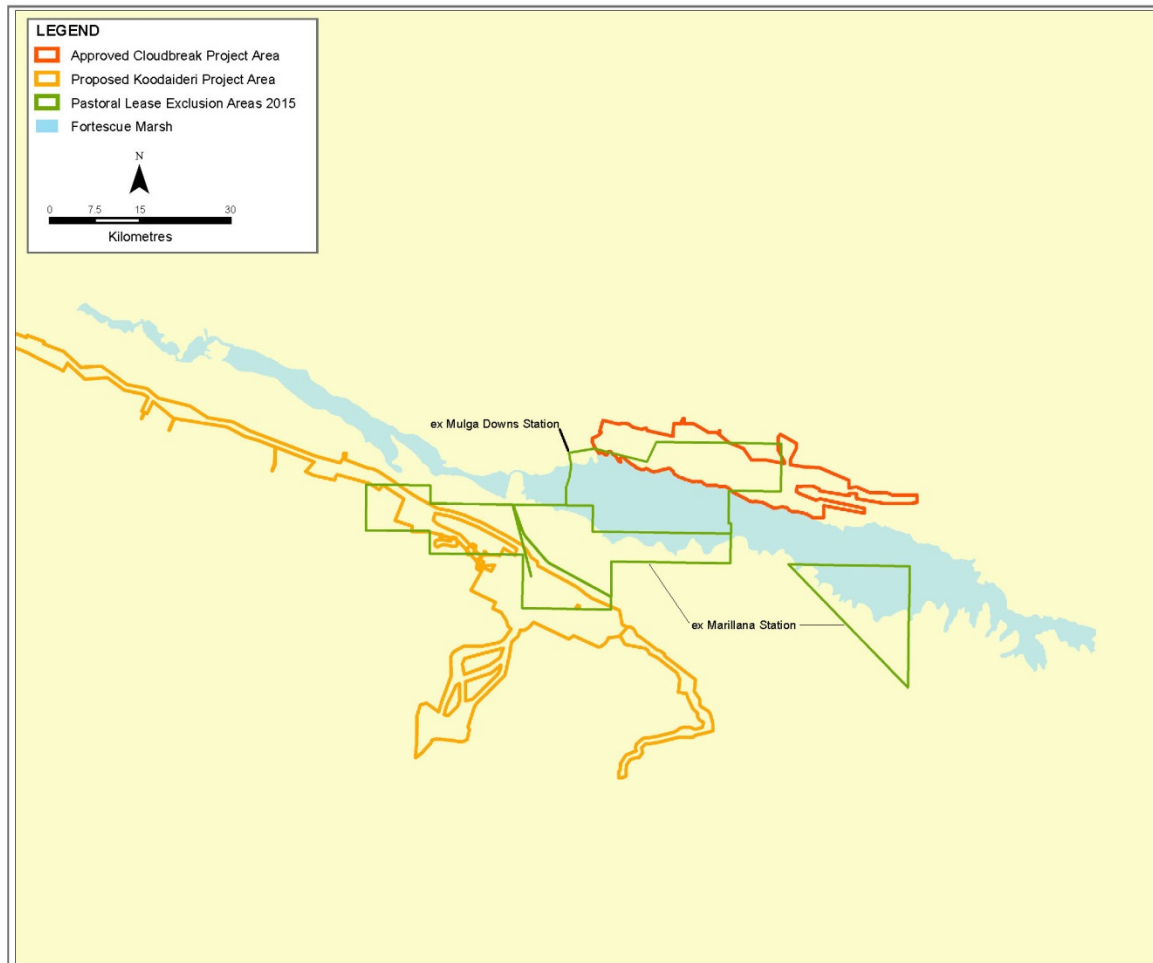 LEGEND
Approved Cloudbreak Project Area
Proposed Koodaideri Project Area
Pastoral Lease Exclusion Areas 2015
Fortescue Marsh
N
0 7.5 15 30
Kilometres
ex Mulga Downs Station
ex Marillana Station